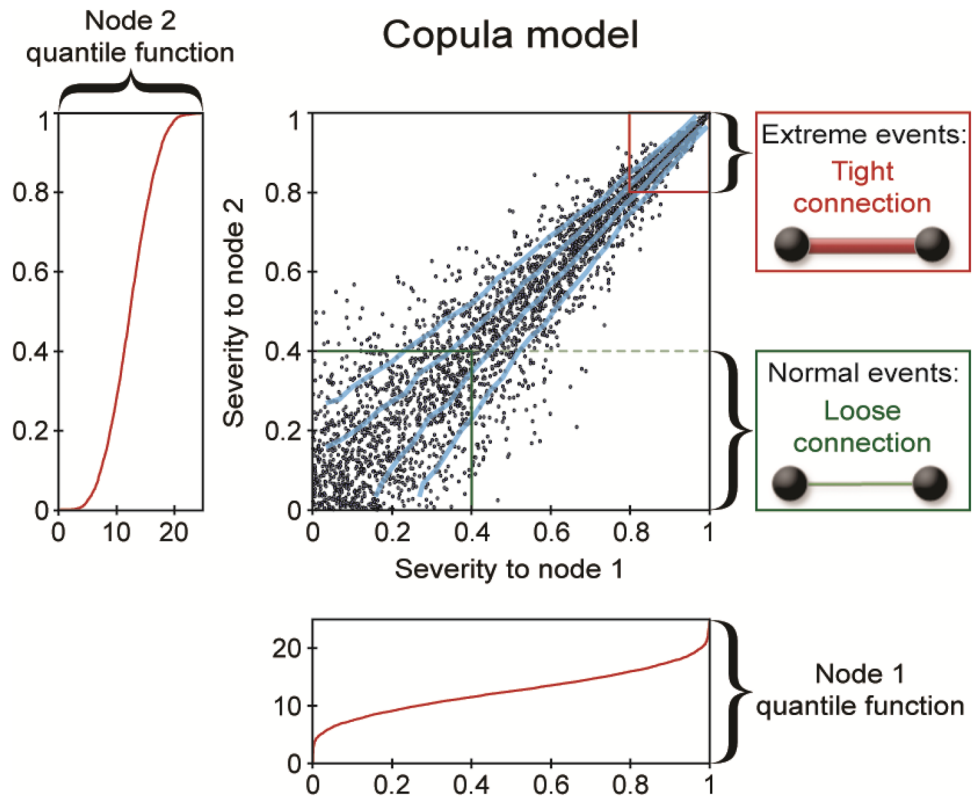 Node 2
quantile function
Copula model
1
0.8
0.6
0.4
0.2
0
0
10
20
Severity to node 2
1
0.8
0.6
0.4
0.2
0
0
0.2
0.4
0.6
0.8
1
Severity to node 1
Extreme events:
Tight
connection
Normal events:
Loose
connection
20
10
0
0
0.2
0.4
0.6
0.8
1
Node 1
quantile function